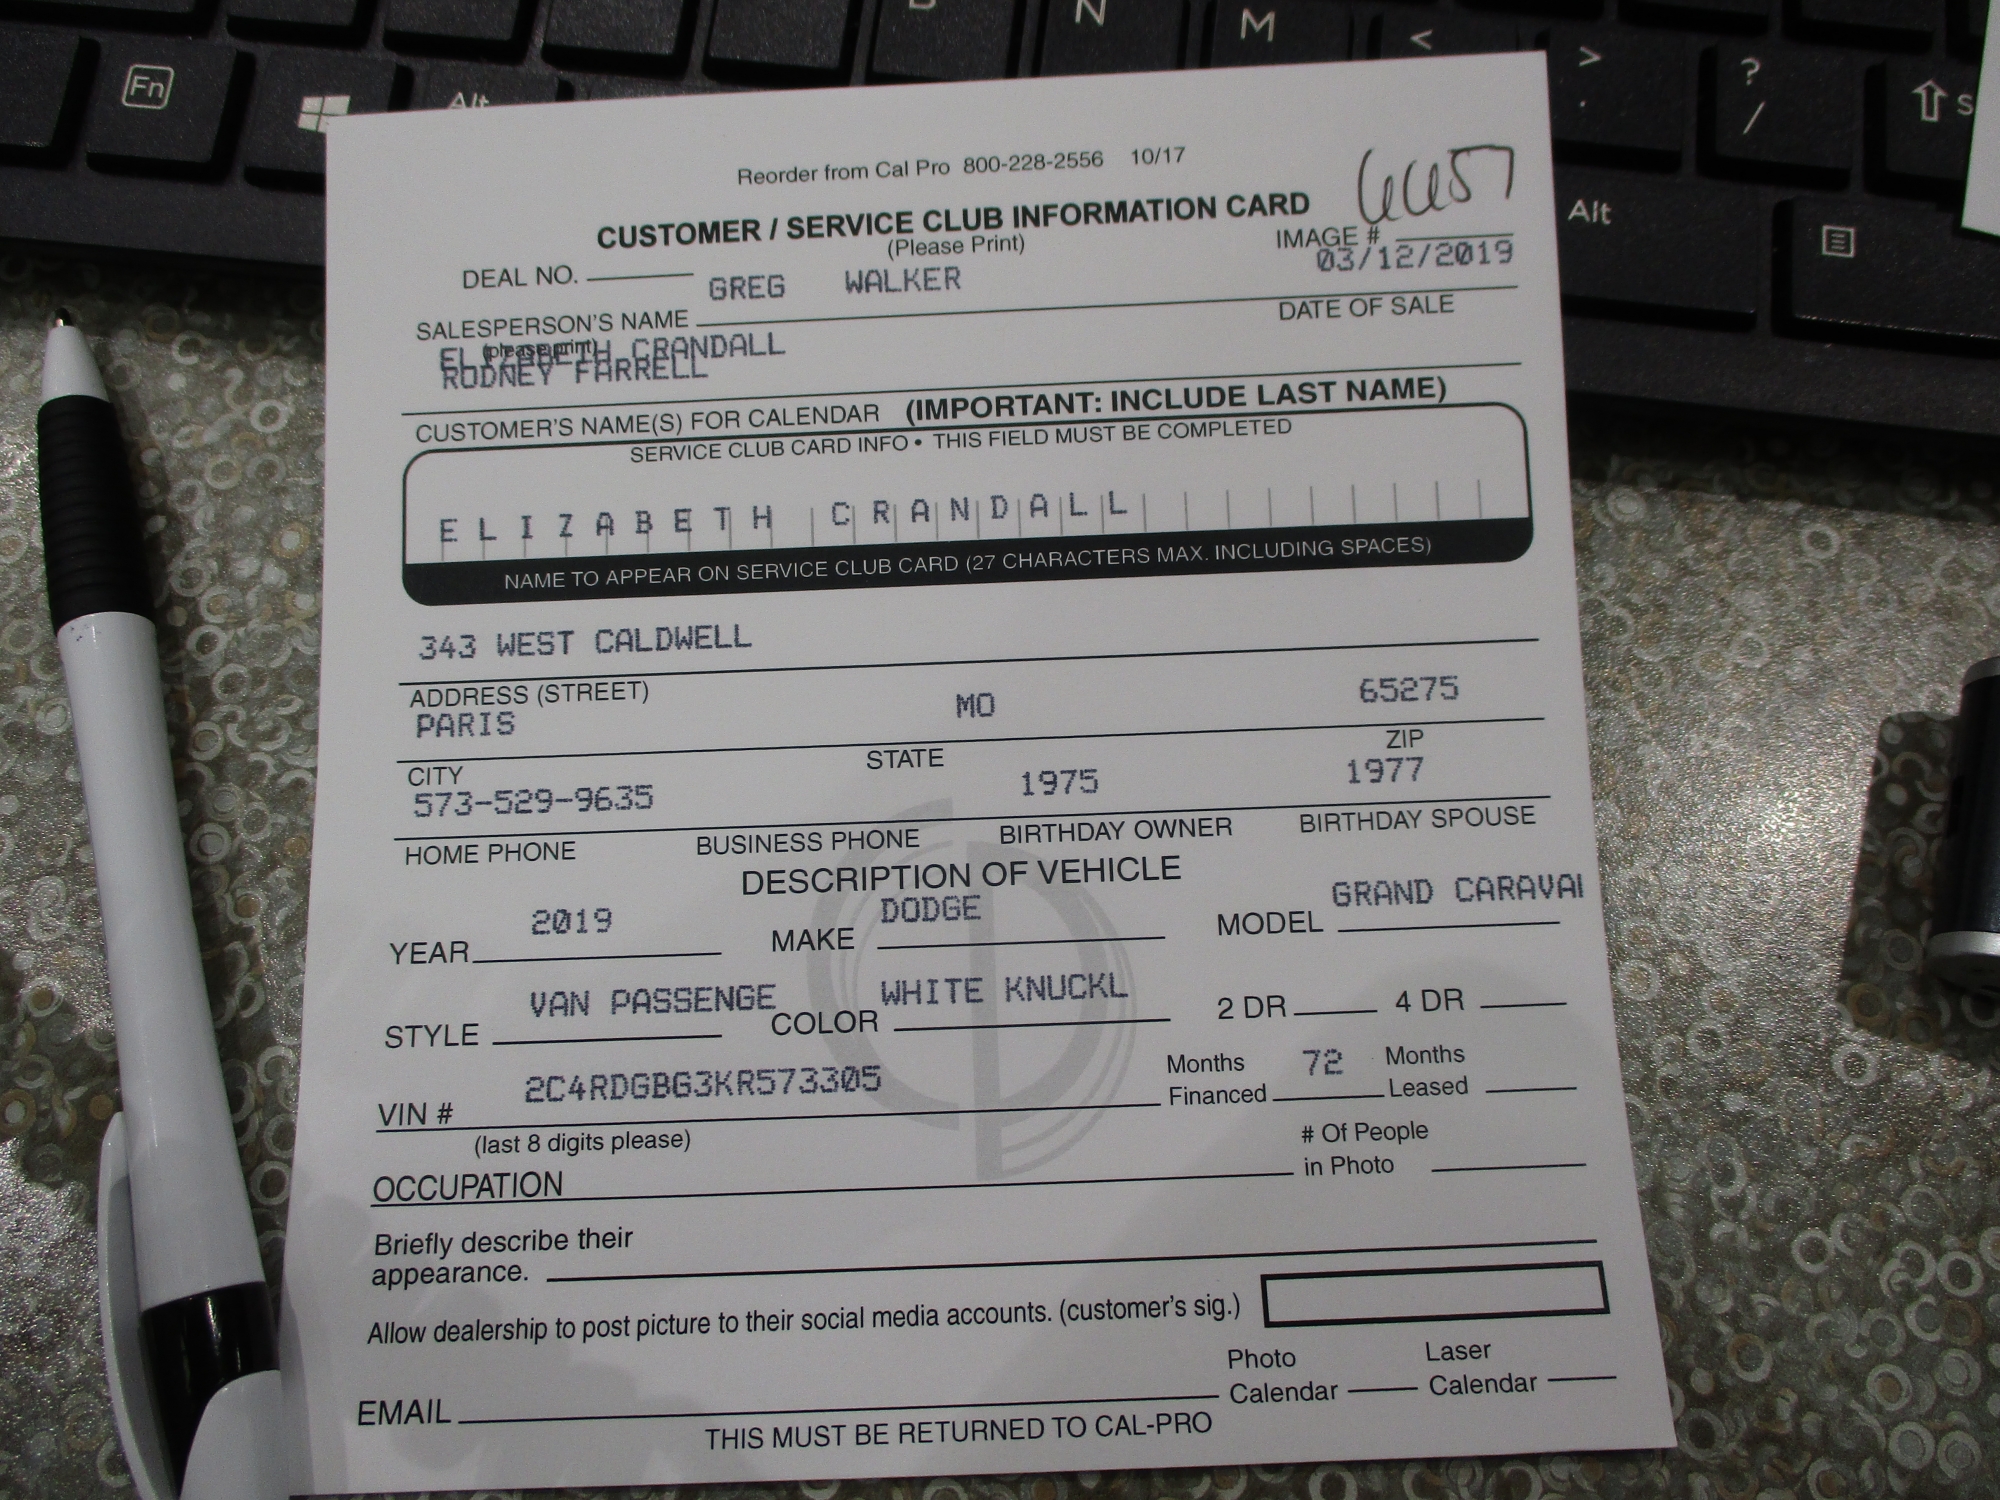 Fn
Alt
N
M
<
>
.
?
/
S
Alt
Reorder from Cal Pro 800-228-2556 10/17
6657
CUSTOMER / SERVICE CLUB INFORMATION CARD
(Please Print)
IMAGE #
03/12/2019
DEAL NO.
GREG WALKER
SALESPERSON'S NAME
DATE OF SALE
(please print)
ELIZABETH CRANDALL
RODNEY FARRELL
CUSTOMER'S NAME(S) FOR CALENDAR (IMPORTANT: INCLUDE LAST NAME)
SERVICE CLUB CARD INFO • THIS FIELD MUST BE COMPLETED
ELIZABETH CRANDALL
NAME TO APPEAR ON SERVICE CLUB CARD (27 CHARACTERS MAX. INCLUDING SPACES)
343 WEST CALDWELL
ADDRESS (STREET)
PARIS MO 65275
CITY STATE ZIP
573-529-9635 1975 1977
HOME PHONE BUSINESS PHONE BIRTHDAY OWNER BIRTHDAY SPOUSE
DESCRIPTION OF VEHICLE
YEAR 2019 MAKE DODGE MODEL GRAND CARAVAN
STYLE VAN PASSENGE COLOR WHITE KNUCKL 2 DR 4 DR
VIN # 2C4RDGBG3KR573305 Months Financed 72 Months Leased
(last 8 digits please)
OCCUPATION # Of People in Photo
Briefly describe their
appearance.
Allow dealership to post picture to their social media accounts. (customer's sig.)
EMAIL Photo Calendar Laser Calendar
THIS MUST BE RETURNED TO CAL-PRO